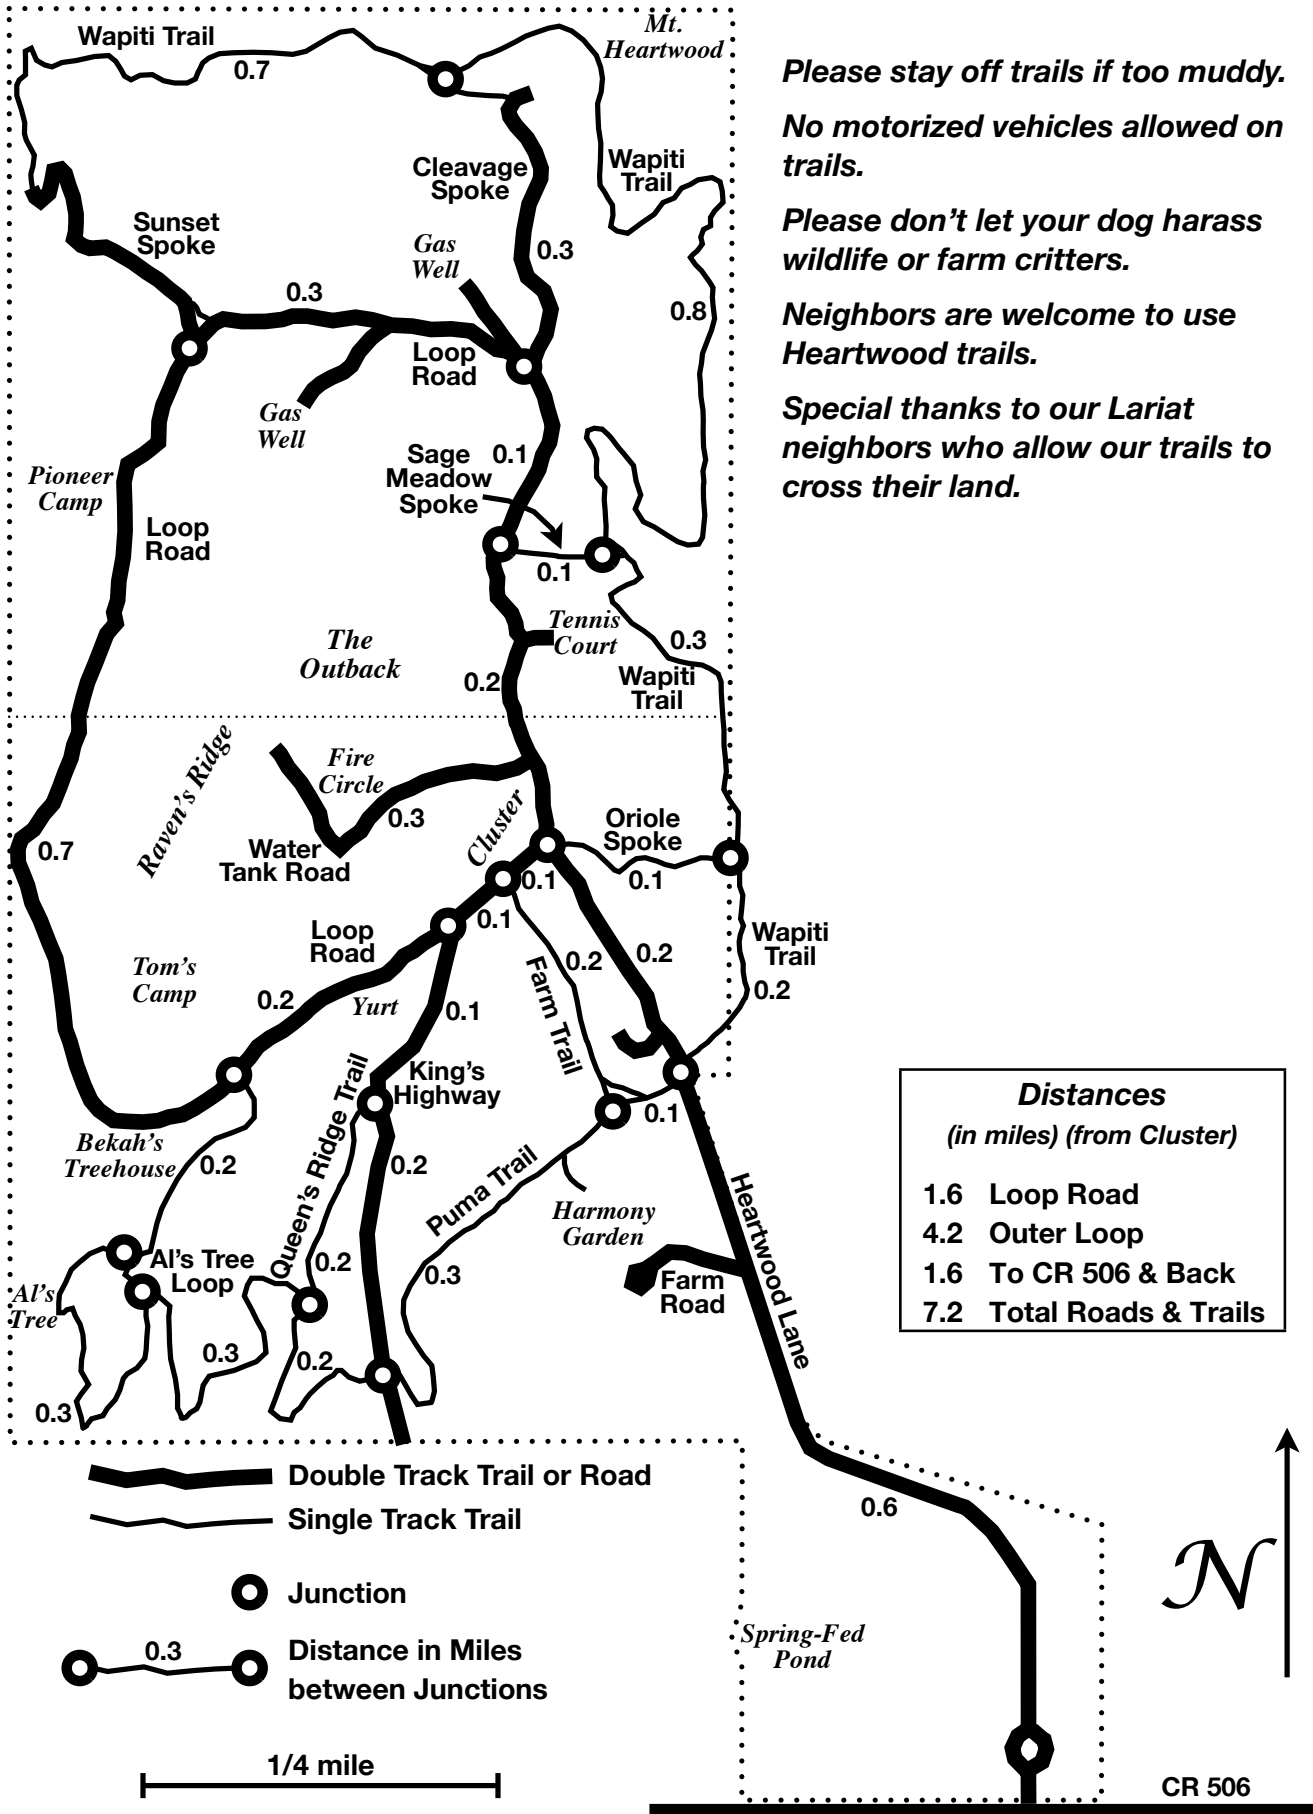 Wapiti Trail
0.7
Mt.
Heartwood
Cleavage
Spoke
Wapiti
Trail
Sunset
Spoke
Gas
Well
0.3
0.3
0.8
Loop
Road
Gas
Well
Sage
Meadow
Spoke
0.1
Pioneer
Camp
Loop
Road
0.1
Tennis
Court
The
Outback
0.3
0.2
Wapiti
Trail
Raven's Ridge
Fire
Circle
0.3
Cluster
Oriole
Spoke
0.7
Water
Tank Road
0.1
0.1
0.1
Loop
Road
Wapiti
Trail
Tom's
Camp
0.2
0.2
Farm Trail
0.2
0.2
Yurt
0.1
King's
Highway
Queen's Ridge Trail
0.1
Bekah's
Treehouse
0.2
0.2
Puma Trail
Heartwood Lane
Harmony
Garden
Al's Tree
Loop
0.2
0.3
Al's
Tree
Farm
Road
0.3
0.2
0.3
Please stay off trails if too muddy.
No motorized vehicles allowed on
trails.
Please don't let your dog harass
wildlife or farm critters.
Neighbors are welcome to use
Heartwood trails.
Special thanks to our Lariat
neighbors who allow our trails to
cross their land.
Distances
(in miles) (from Cluster)
1.6 Loop Road
4.2 Outer Loop
1.6 To CR 506 & Back
7.2 Total Roads & Trails
Double Track Trail or Road
Single Track Trail
Junction
0.3
Distance in Miles
between Junctions
1/4 mile
0.6
Spring-Fed
Pond
N
CR 506